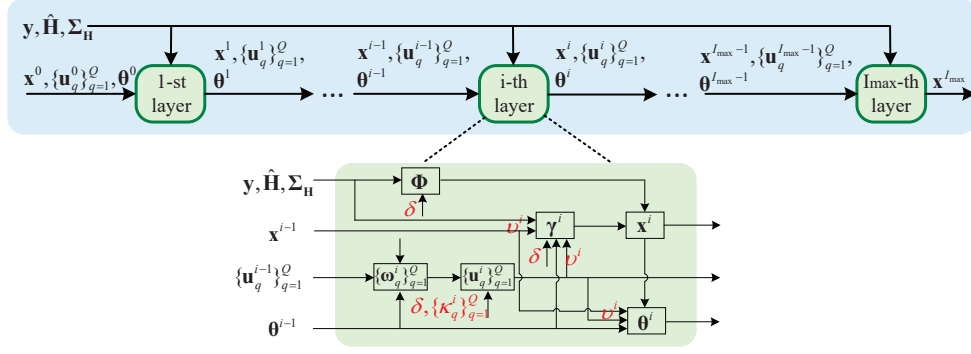 y, Ĥ, Σ_H
x^0, {u_q^0}_{q=1}^Q, θ^0
1-st
layer
x^1, {u_q^1}_{q=1}^Q,
θ^1
...
x^{i-1}, {u_q^{i-1}}_{q=1}^Q,
θ^{i-1}
i-th
layer
x^i, {u_q^i}_{q=1}^Q,
θ^i
...
x^{I_max-1}, {u_q^{I_max-1}}_{q=1}^Q,
θ^{I_max-1}
Imax-th
layer
x^{I_max}
y, Ĥ, Σ_H
Φ
δ
x^{i-1}
υ^i
γ^i
x^i
δ
υ^i
{u_q^{i-1}}_{q=1}^Q
{ω_q^i}_{q=1}^Q
{u_q^i}_{q=1}^Q
δ, {κ_q^i}_{q=1}^Q
υ^i
θ^{i-1}
θ^i